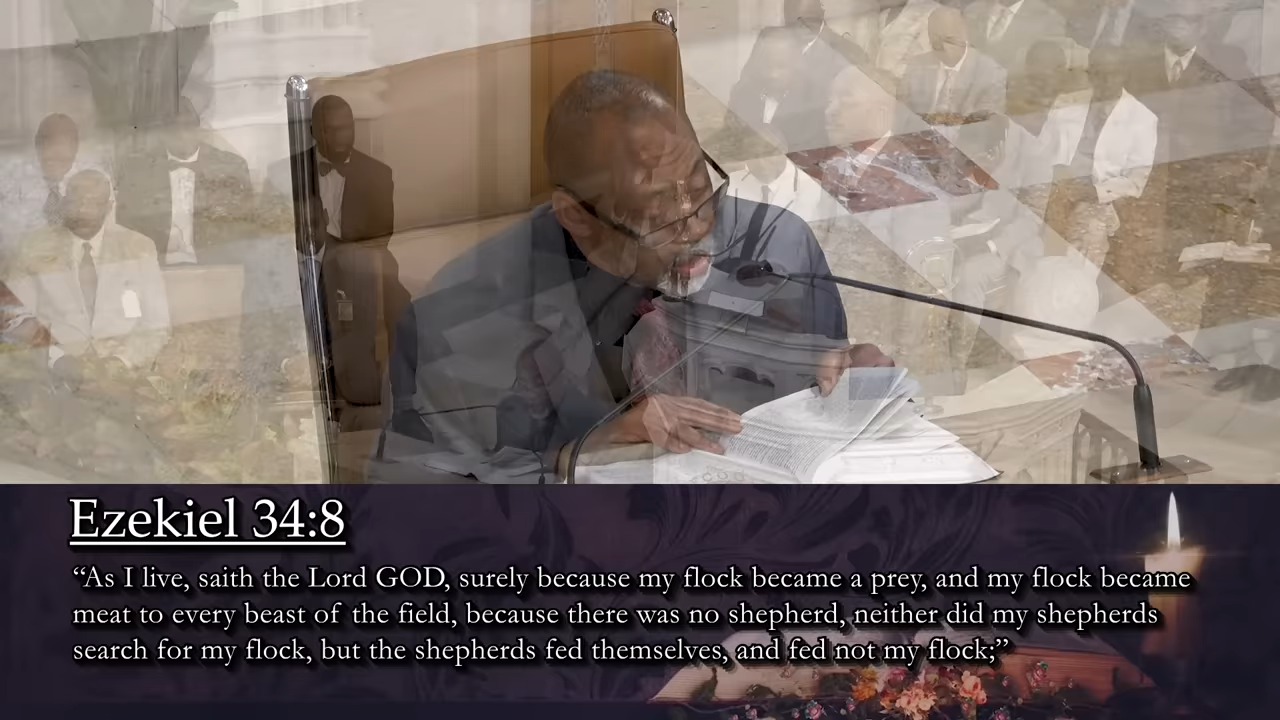 Ezekiel 34:8
“As I live, saith the Lord GOD, surely because my flock became a prey, and my flock became
meat to every beast of the field, because there was no shepherd, neither did my shepherds
search for my flock, but the shepherds fed themselves, and fed not my flock;”